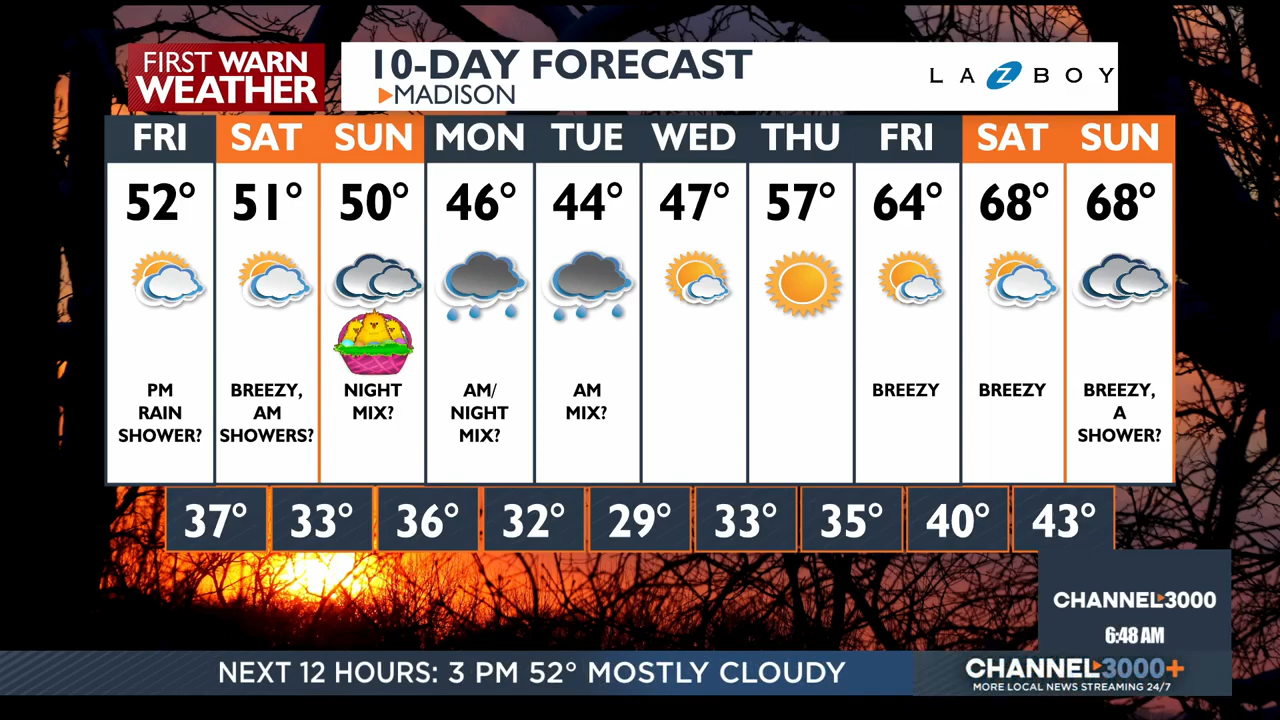 FIRST WARN
WEATHER
10-DAY FORECAST
MADISON
LA Z BOY
FRI SAT SUN MON TUE WED THU FRI SAT SUN
52° 51° 50° 46° 44° 47° 57° 64° 68° 68°
PM
RAIN
SHOWER?
BREEZY,
AM
SHOWERS?
NIGHT
MIX?
AM/
NIGHT
MIX?
AM
MIX?
BREEZY
BREEZY
BREEZY,
A
SHOWER?
37° 33° 36° 32° 29° 33° 35° 40° 43°
CHANNEL3000
6:48 AM
NEXT 12 HOURS: 3 PM 52° MOSTLY CLOUDY
CHANNEL3000+
MORE LOCAL NEWS STREAMING 24/7